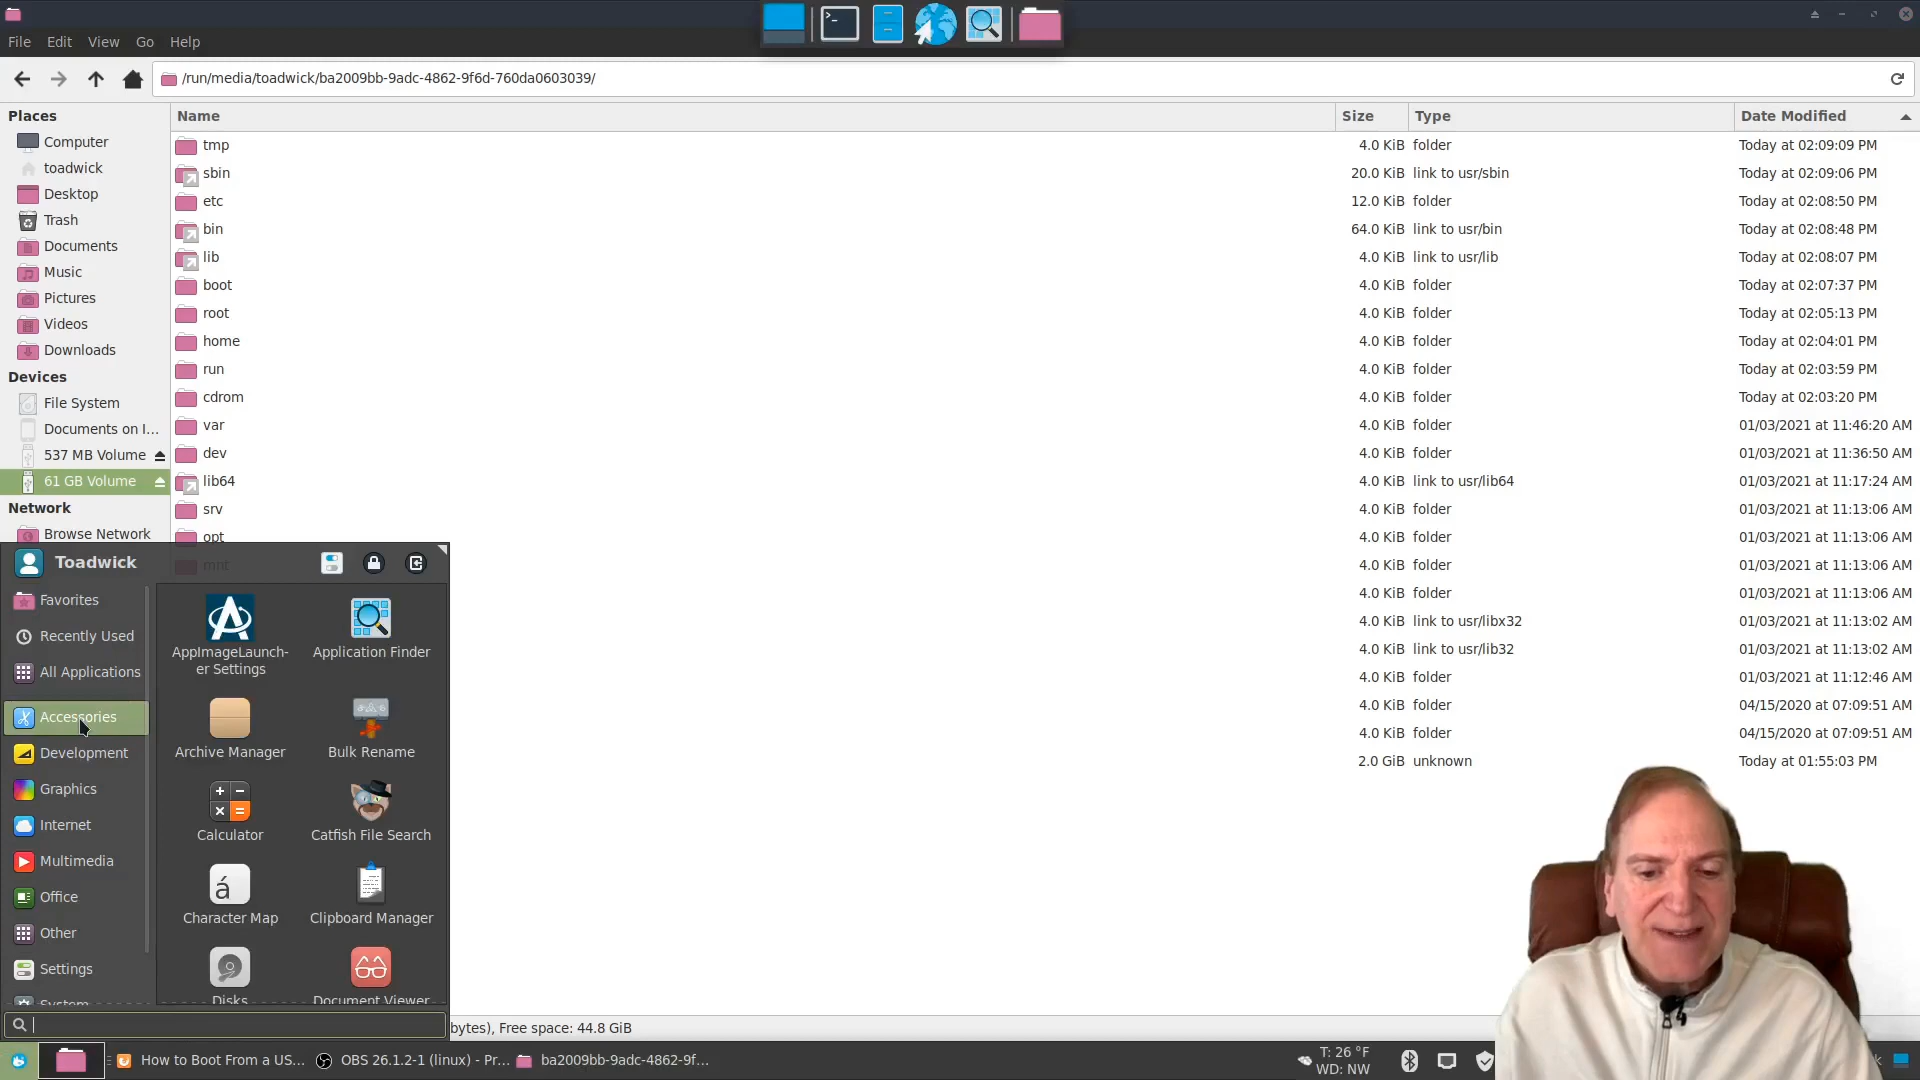 File Edit View Go Help
/run/media/toadwick/ba2009bb-9adc-4862-9f6d-760da0603039/
Places
Computer
toadwick
Desktop
Trash
Documents
Music
Pictures
Videos
Downloads
Devices
File System
Documents on I...
537 MB Volume
61 GB Volume
Network
Browse Network
Name Size Type Date Modified
tmp 4.0 KiB folder Today at 02:09:09 PM
sbin 20.0 KiB link to usr/sbin Today at 02:09:06 PM
etc 12.0 KiB folder Today at 02:08:50 PM
bin 64.0 KiB link to usr/bin Today at 02:08:48 PM
lib 4.0 KiB link to usr/lib Today at 02:08:07 PM
boot 4.0 KiB folder Today at 02:07:37 PM
root 4.0 KiB folder Today at 02:05:13 PM
home 4.0 KiB folder Today at 02:04:01 PM
run 4.0 KiB folder Today at 02:03:59 PM
cdrom 4.0 KiB folder Today at 02:03:20 PM
var 4.0 KiB folder 01/03/2021 at 11:46:20 AM
dev 4.0 KiB folder 01/03/2021 at 11:36:50 AM
lib64 4.0 KiB link to usr/lib64 01/03/2021 at 11:17:24 AM
srv 4.0 KiB folder 01/03/2021 at 11:13:06 AM
opt 4.0 KiB folder 01/03/2021 at 11:13:06 AM
mnt 4.0 KiB folder 01/03/2021 at 11:13:06 AM
4.0 KiB folder 01/03/2021 at 11:13:06 AM
4.0 KiB link to usr/libx32 01/03/2021 at 11:13:02 AM
4.0 KiB link to usr/lib32 01/03/2021 at 11:13:02 AM
4.0 KiB folder 01/03/2021 at 11:12:46 AM
4.0 KiB folder 04/15/2020 at 07:09:51 AM
4.0 KiB folder 04/15/2020 at 07:09:51 AM
2.0 GiB unknown Today at 01:55:03 PM
Toadwick
Favorites
Recently Used
All Applications
Accessories
Development
Graphics
Internet
Multimedia
Office
Other
Settings
System
AppImageLaunch-
er Settings
Application Finder
Archive Manager
Bulk Rename
Calculator
Catfish File Search
á
Character Map
Clipboard Manager
Disks
Document Viewer
bytes), Free space: 44.8 GiB
How to Boot From a US...
OBS 26.1.2-1 (linux) - Pr...
ba2009bb-9adc-4862-9f...
T: 26 °F
WD: NW